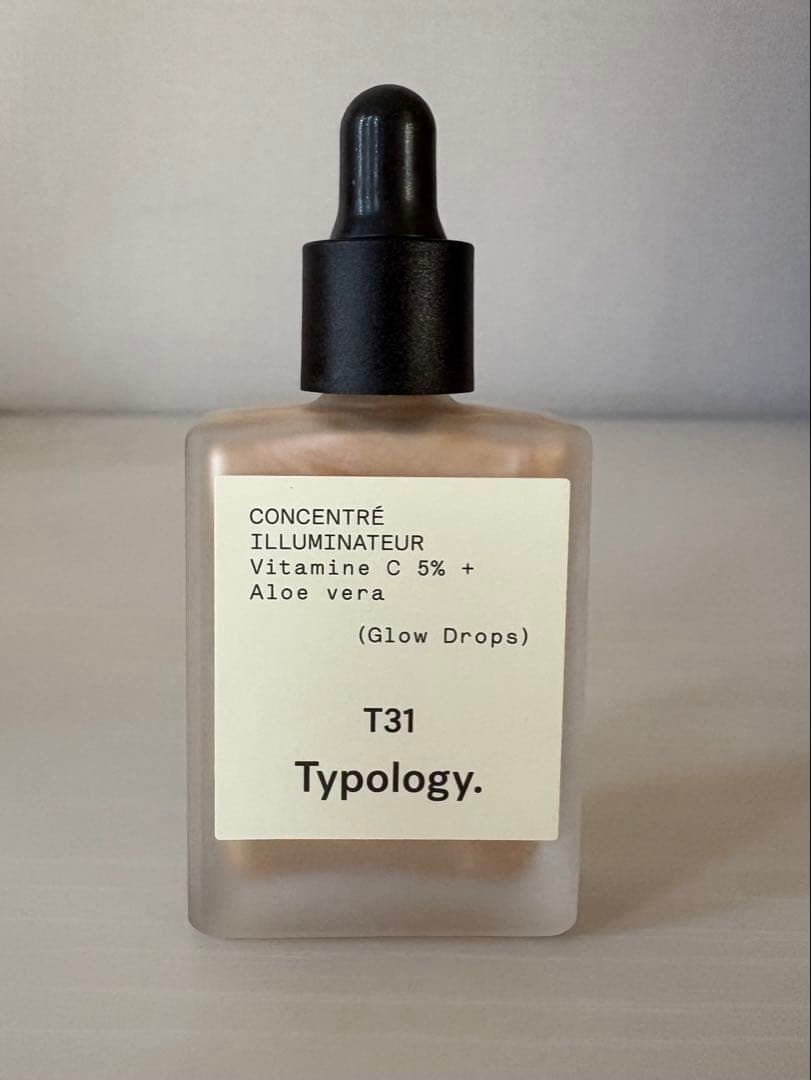 CONCENTRÉ
ILLUMINATEUR
Vitamine C 5% +
Aloe vera
(Glow Drops)
T31
Typology.